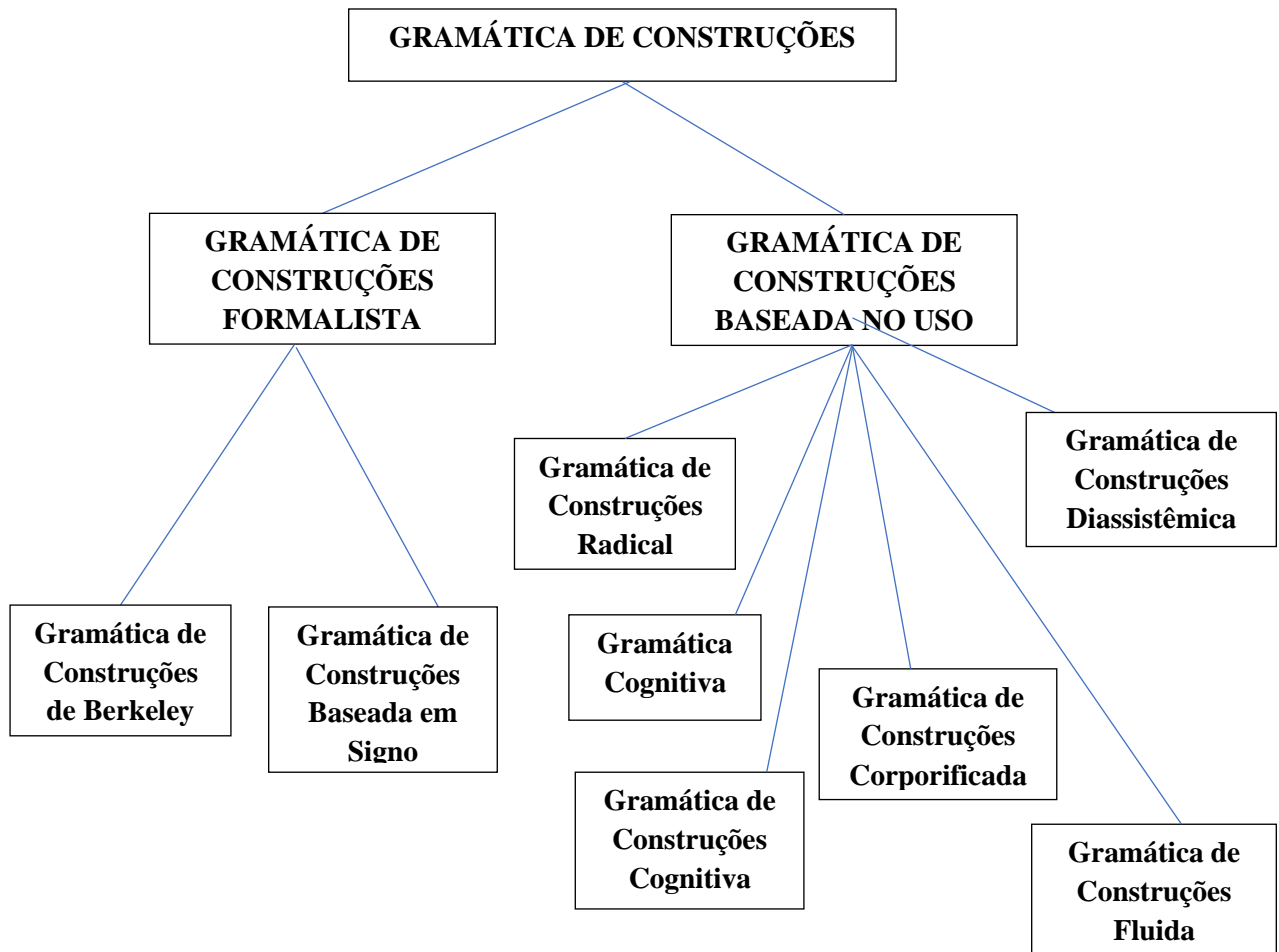 GRAMÁTICA DE CONSTRUÇÕES
GRAMÁTICA DE
CONSTRUÇÕES
FORMALISTA
GRAMÁTICA DE
CONSTRUÇÕES
BASEADA NO USO
Gramática de
Construções
Diassistêmica
Gramática de
Construções
Radical
Gramática de
Construções
de Berkeley
Gramática de
Construções
Baseada em
Signo
Gramática
Cognitiva
Gramática de
Construções
Corporificada
Gramática de
Construções
Cognitiva
Gramática de
Construções
Fluida